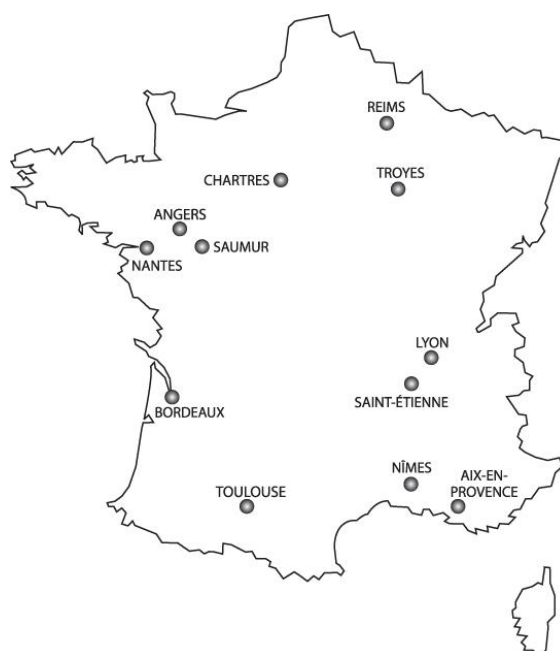 REIMS
CHARTRES
TROYES
ANGERS
SAUMUR
NANTES
LYON
SAINT-ÉTIENNE
BORDEAUX
NÎMES
AIX-EN-
PROVENCE
TOULOUSE